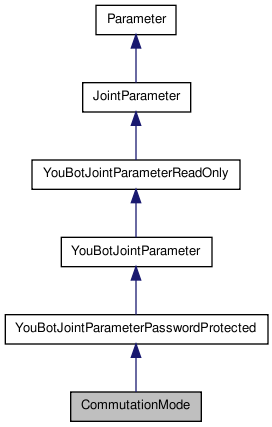 Parameter
JointParameter
YouBotJointParameterReadOnly
YouBotJointParameter
YouBotJointParameterPasswordProtected
CommutationMode